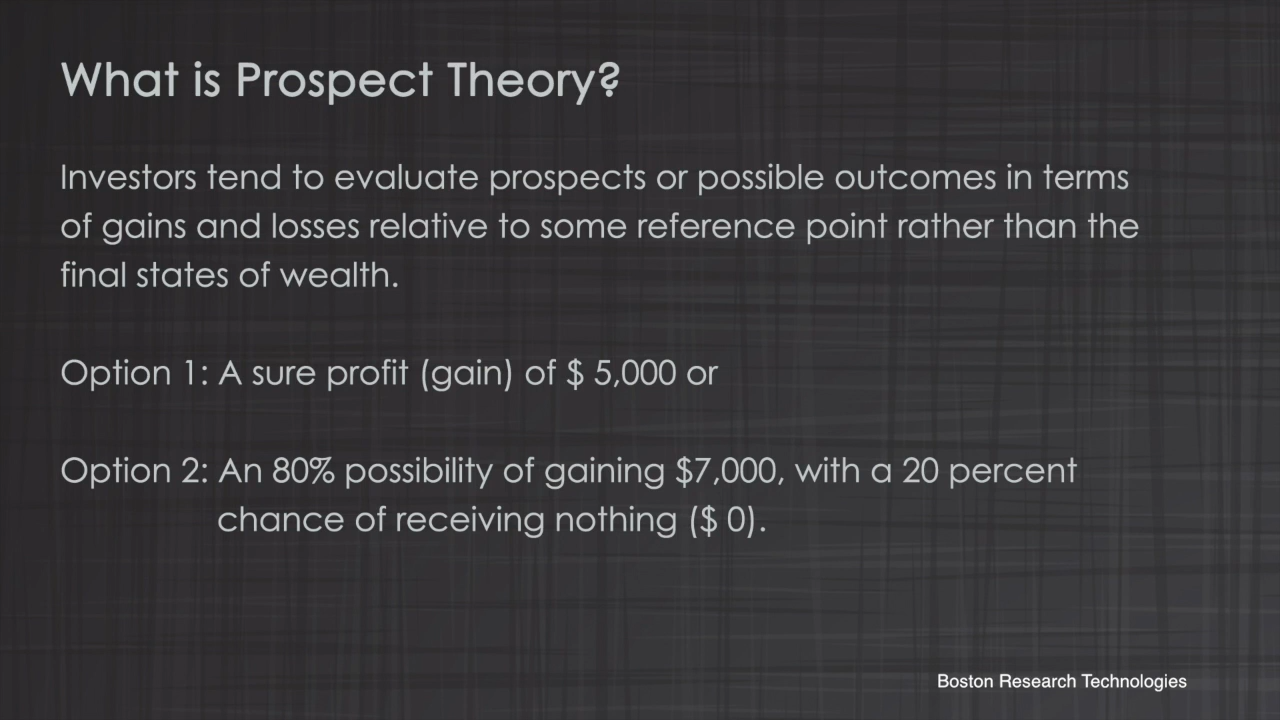 What is Prospect Theory?
Investors tend to evaluate prospects or possible outcomes in terms
of gains and losses relative to some reference point rather than the
final states of wealth.
Option 1: A sure profit (gain) of $ 5,000 or
Option 2: An 80% possibility of gaining $7,000, with a 20 percent
chance of receiving nothing ($ 0).
Boston Research Technologies